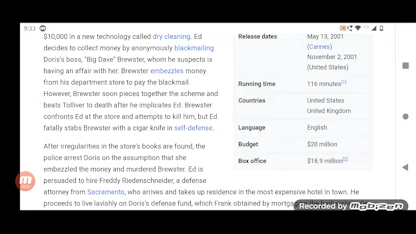 9:33
$10,000 in a new technology called dry cleaning. Ed
decides to collect money by anonymously blackmailing
Doris's boss, "Big Dave" Brewster, whom he suspects is
having an affair with her. Brewster embezzles money
from his department store to pay the blackmail.
However, Brewster soon pieces together the scheme and
beats Tolliver to death after he implicates Ed. Brewster
confronts Ed at the store and attempts to kill him, but Ed
fatally stabs Brewster with a cigar knife in self-defense.
After irregularities in the store's books are found, the
police arrest Doris on the assumption that she
embezzled the money and murdered Brewster. Ed is
persuaded to hire Freddy Riedenschneider, a defense
attorney from Sacramento, who arrives and takes up residence in the most expensive hotel in town. He
proceeds to live lavishly on Doris's defense fund, which Frank obtained by mortga
Release dates May 13, 2001
(Cannes)
November 2, 2001
(United States)
Running time 116 minutes[1]
Countries United States
United Kingdom
Language English
Budget $20 million
Box office $18.9 million[2]
Recorded by Mobizen